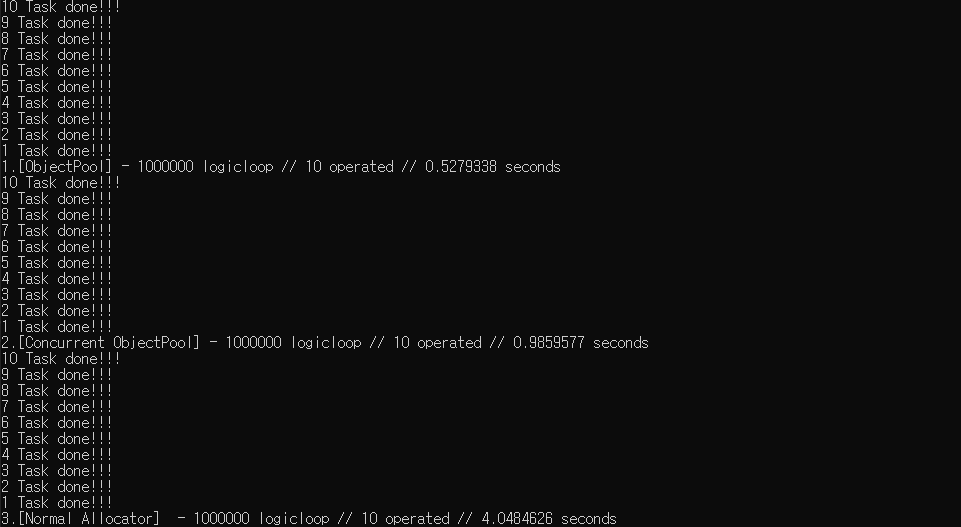 10 Task done!!!
9 Task done!!!
8 Task done!!!
7 Task done!!!
6 Task done!!!
5 Task done!!!
4 Task done!!!
3 Task done!!!
2 Task done!!!
1 Task done!!!
1.[ObjectPool] - 1000000 logicloop // 10 operated // 0.5279338 seconds
10 Task done!!!
9 Task done!!!
8 Task done!!!
7 Task done!!!
6 Task done!!!
5 Task done!!!
4 Task done!!!
3 Task done!!!
2 Task done!!!
1 Task done!!!
2.[Concurrent ObjectPool] - 1000000 logicloop // 10 operated // 0.9859577 seconds
10 Task done!!!
9 Task done!!!
8 Task done!!!
7 Task done!!!
6 Task done!!!
5 Task done!!!
4 Task done!!!
3 Task done!!!
2 Task done!!!
1 Task done!!!
3.[Normal Allocator]  - 1000000 logicloop // 10 operated // 4.0484626 seconds